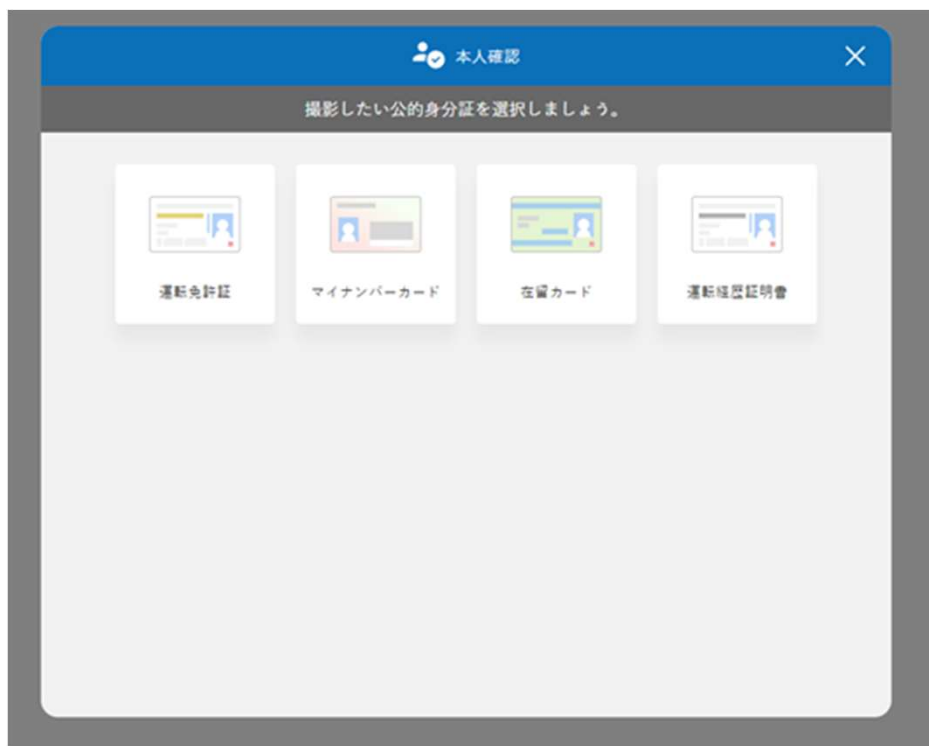 本人確認
撮影したい公的身分証を選択しましょう。
運転免許証
マイナンバーカード
在留カード
運転経歴証明書